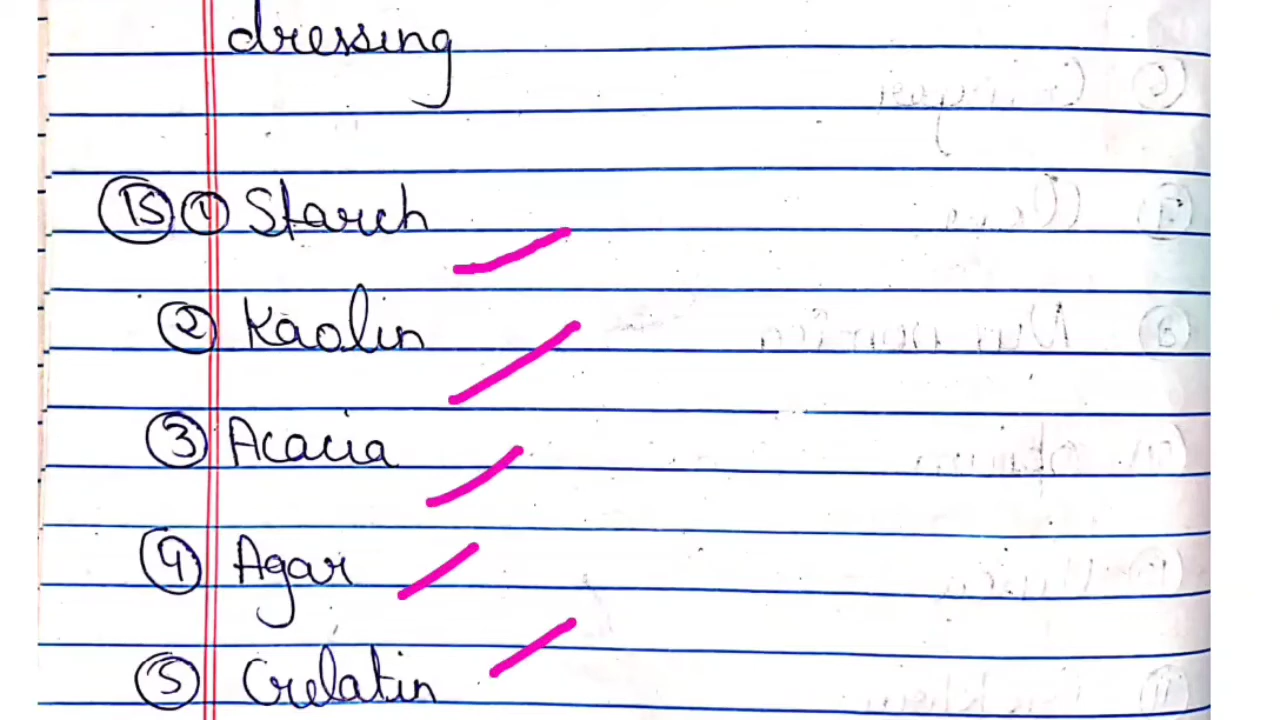 dressing
15 1 Starch
2 Kaolin
3 Acacia
4 Agar
5 Gelatin